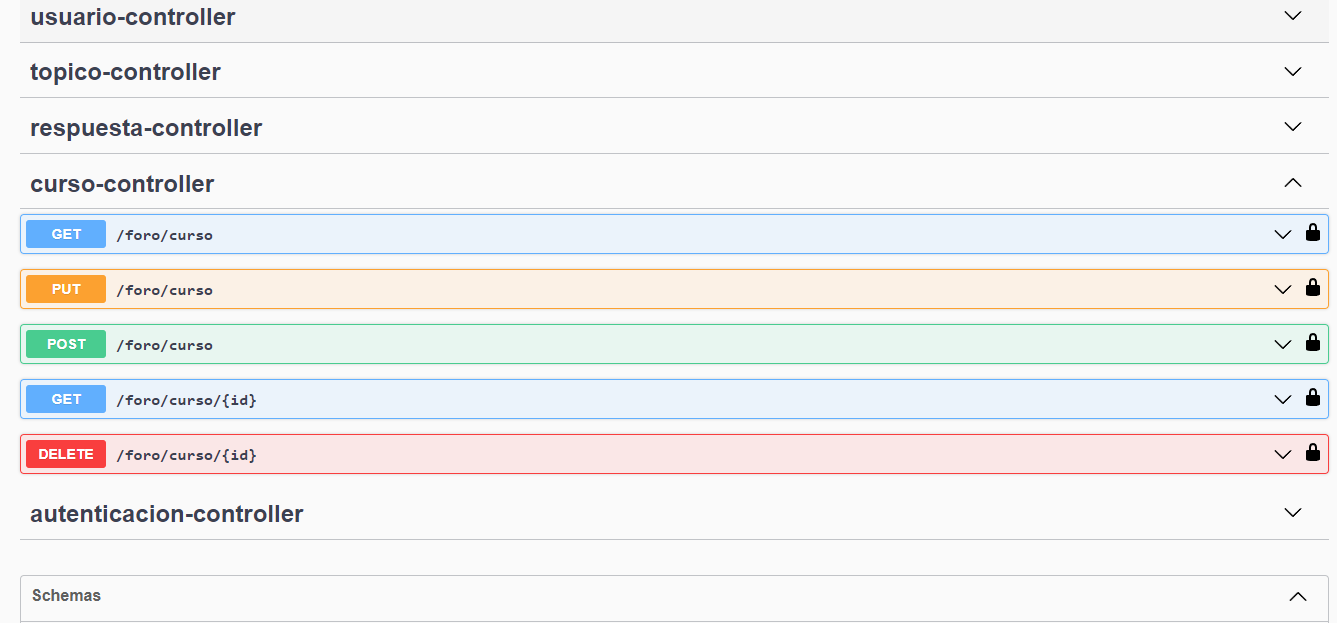 usuario-controller
topico-controller
respuesta-controller
curso-controller
GET /foro/curso
PUT /foro/curso
POST /foro/curso
GET /foro/curso/{id}
DELETE /foro/curso/{id}
autenticacion-controller
Schemas